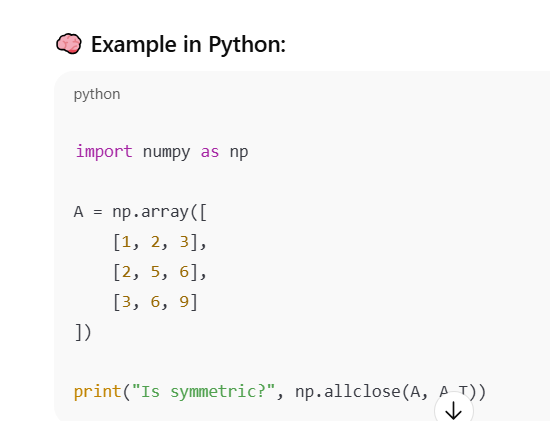 🧠 Example in Python:
python
import numpy as np
A = np.array([
    [1, 2, 3],
    [2, 5, 6],
    [3, 6, 9]
])
print("Is symmetric?", np.allclose(A, A.T))